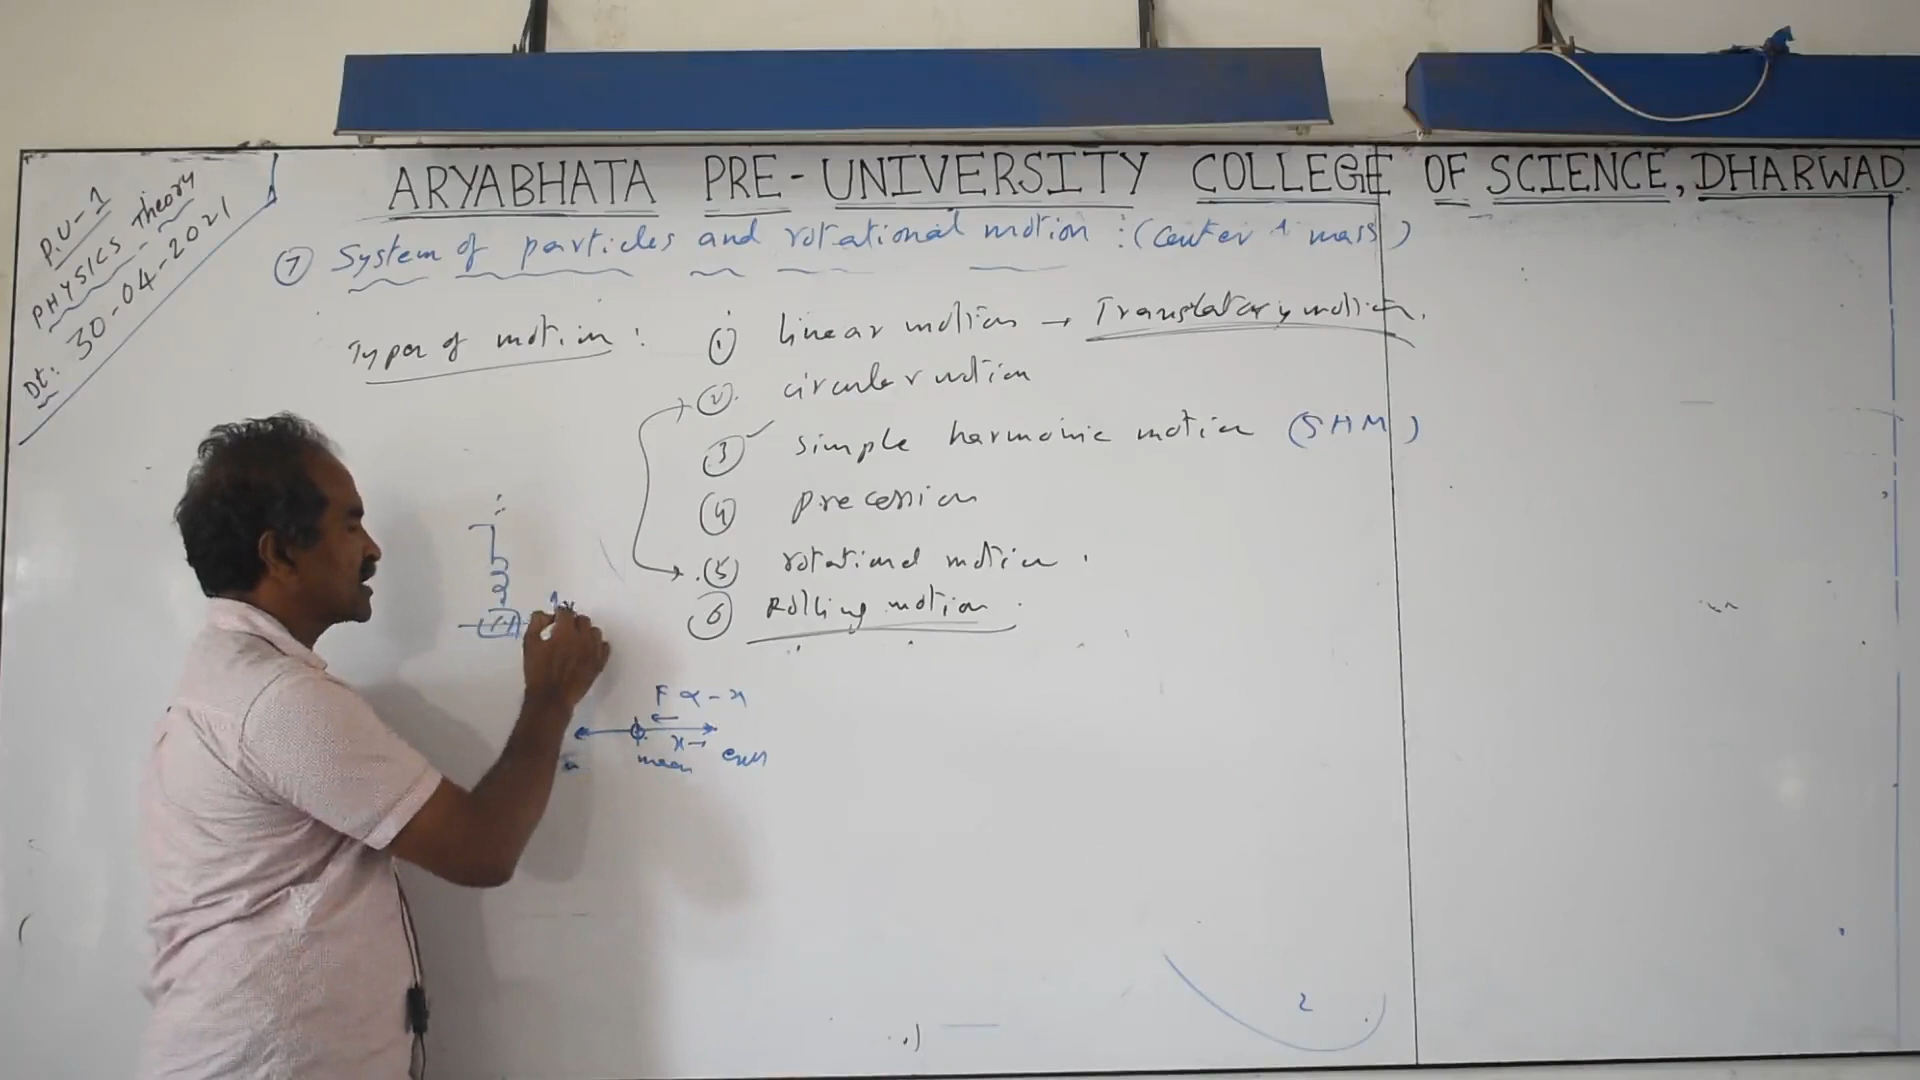 ARYABHATA PRE-UNIVERSITY COLLEGE OF SCIENCE, DHARWAD.
P.U-1
PHYSICS Theory
Dt: 30-04-2021
7 System of particles and rotational motion : (Center of mass)
Types of motion : 1 linear motion → Translatory motion.
2. circular motion
3 simple harmonic motion (SHM)
4 precession
5 rotational motion.
6 Rolling motion.
F ∝ -x
x→
mean
2